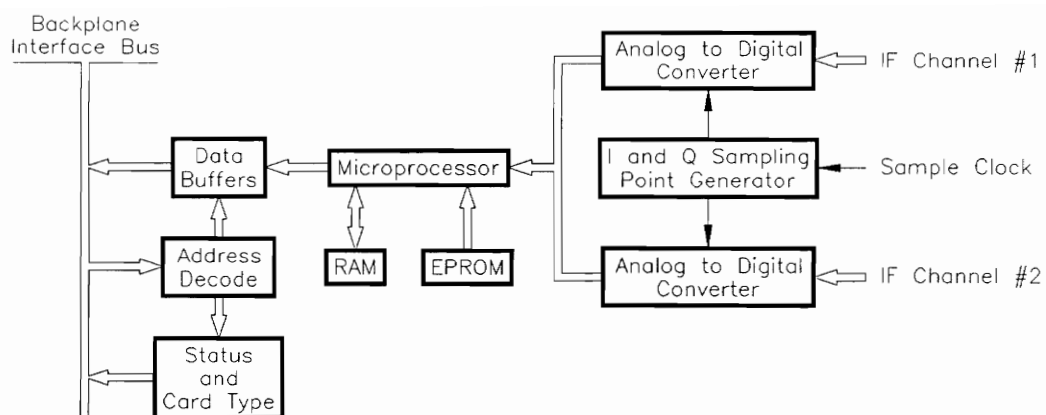 Backplane
Interface Bus
Analog to Digital
Converter
IF Channel #1
Data
Buffers
Microprocessor
I and Q Sampling
Point Generator
Sample Clock
Address
Decode
RAM
EPROM
Analog to Digital
Converter
IF Channel #2
Status
and
Card Type